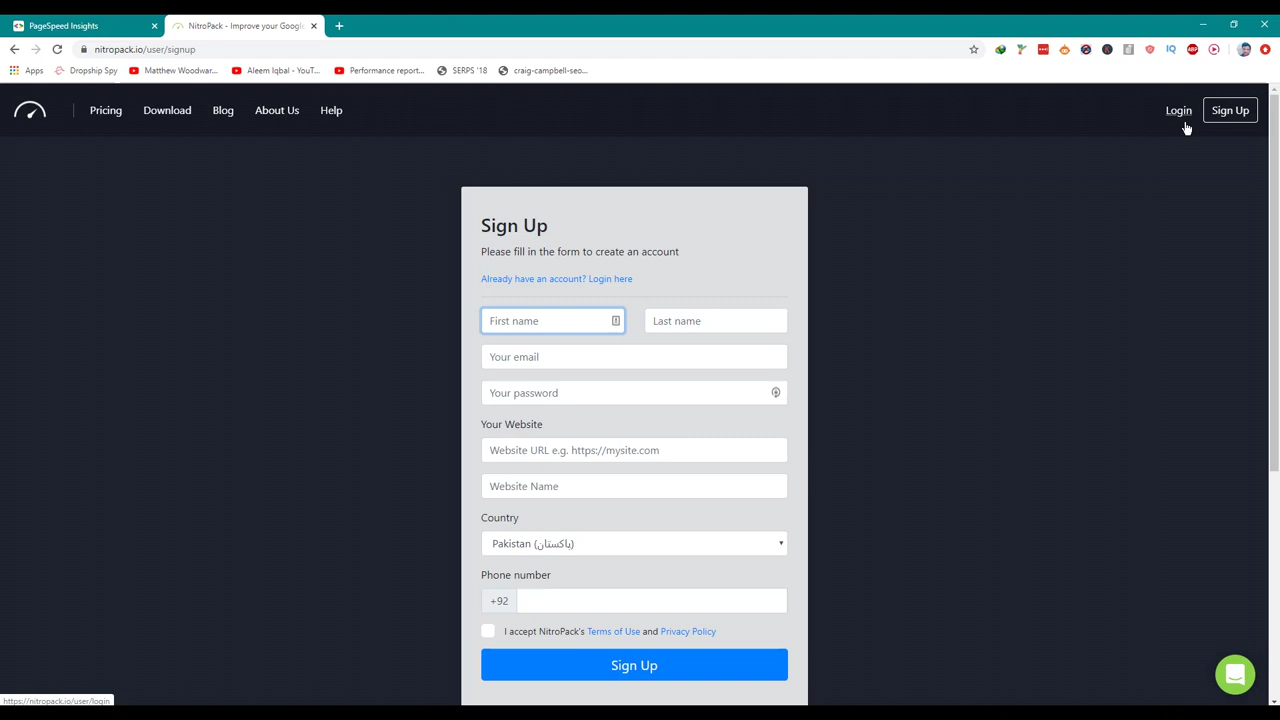 PageSpeed Insights
NitroPack - Improve your Google
nitropack.io/user/signup
Apps
Dropship Spy
Matthew Woodwar...
Aleem Iqbal - YouT...
Performance report...
SERPS '18
craig-campbell-seo...
Pricing
Download
Blog
About Us
Help
Login
Sign Up
Sign Up
Please fill in the form to create an account
Already have an account? Login here
First name
Last name
Your email
Your password
Your Website
Website URL e.g. https://mysite.com
Website Name
Country
Pakistan (پاکستان)
Phone number
+92
I accept NitroPack's Terms of Use and Privacy Policy
Sign Up
https://nitropack.io/user/login